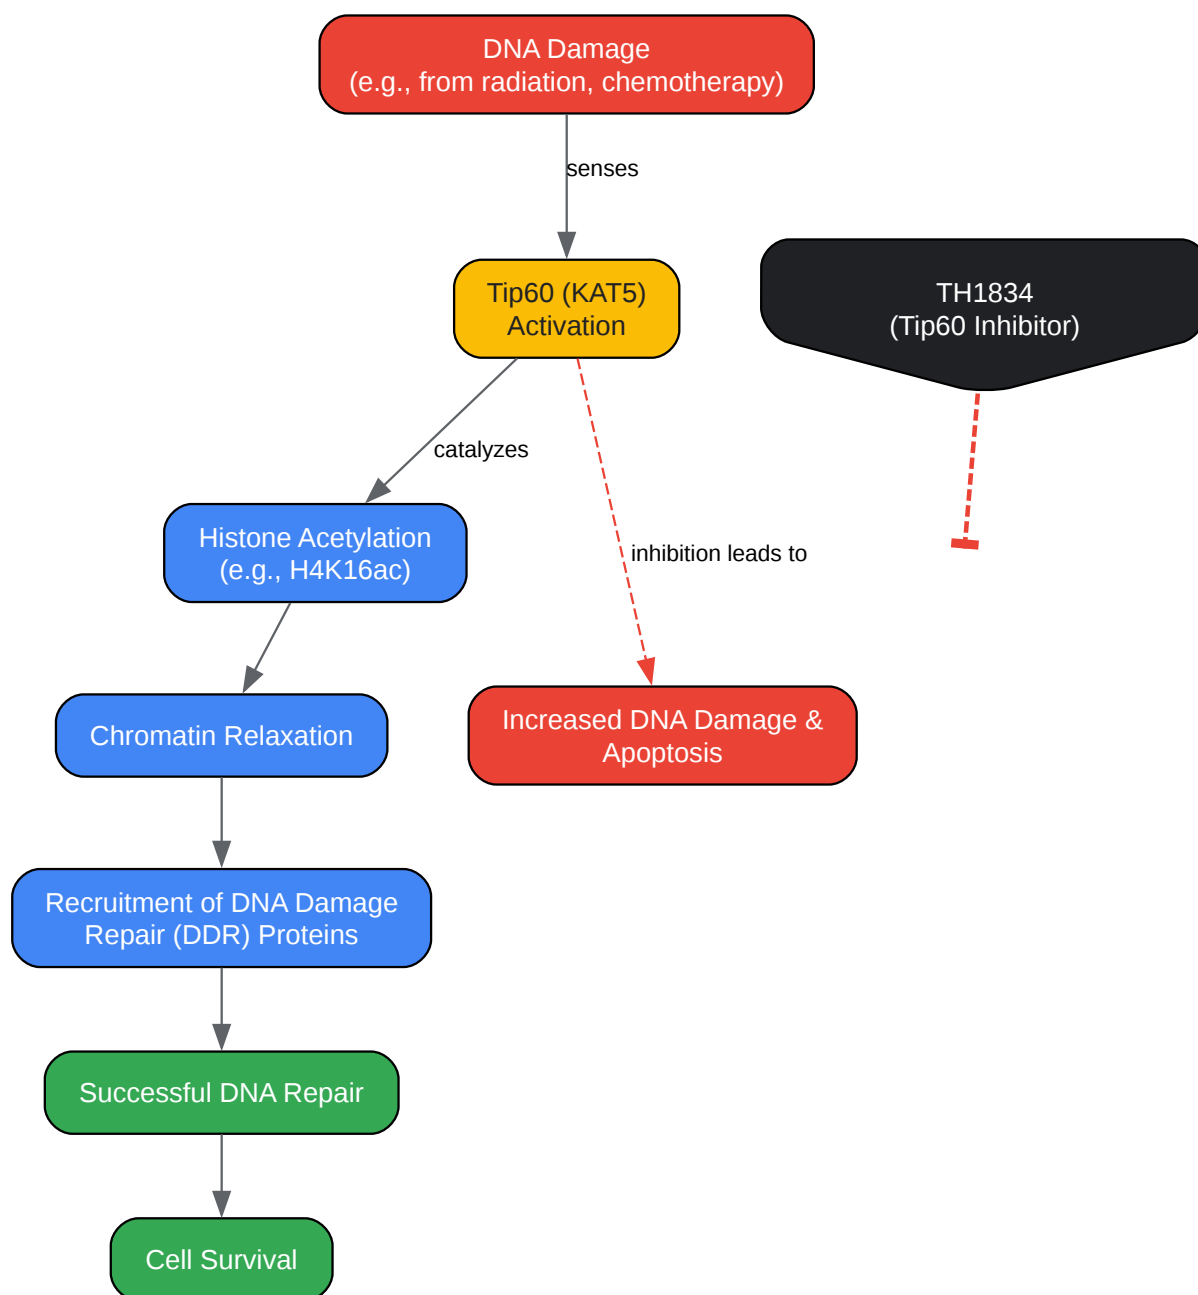 DNA Damage
(e.g., from radiation, chemotherapy)
senses
Tip60 (KAT5)
Activation
TH1834
(Tip60 Inhibitor)
catalyzes
Histone Acetylation
(e.g., H4K16ac)
inhibition leads to
Chromatin Relaxation
Increased DNA Damage &
Apoptosis
Recruitment of DNA Damage
Repair (DDR) Proteins
Successful DNA Repair
Cell Survival